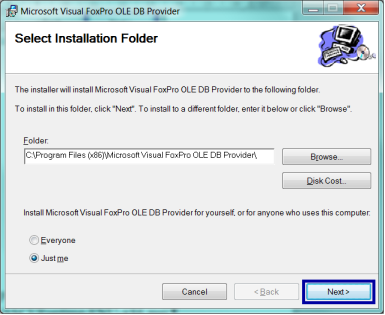 Microsoft Visual FoxPro OLE DB Provider
Select Installation Folder
The installer will install Microsoft Visual FoxPro OLE DB Provider to the following folder.
To install in this folder, click "Next". To install to a different folder, enter it below or click "Browse".
Folder:
C:\Program Files (x86)\Microsoft Visual FoxPro OLE DB Provider\
Browse...
Disk Cost...
Install Microsoft Visual FoxPro OLE DB Provider for yourself, or for anyone who uses this computer:
Everyone
Just me
Cancel
< Back
Next >